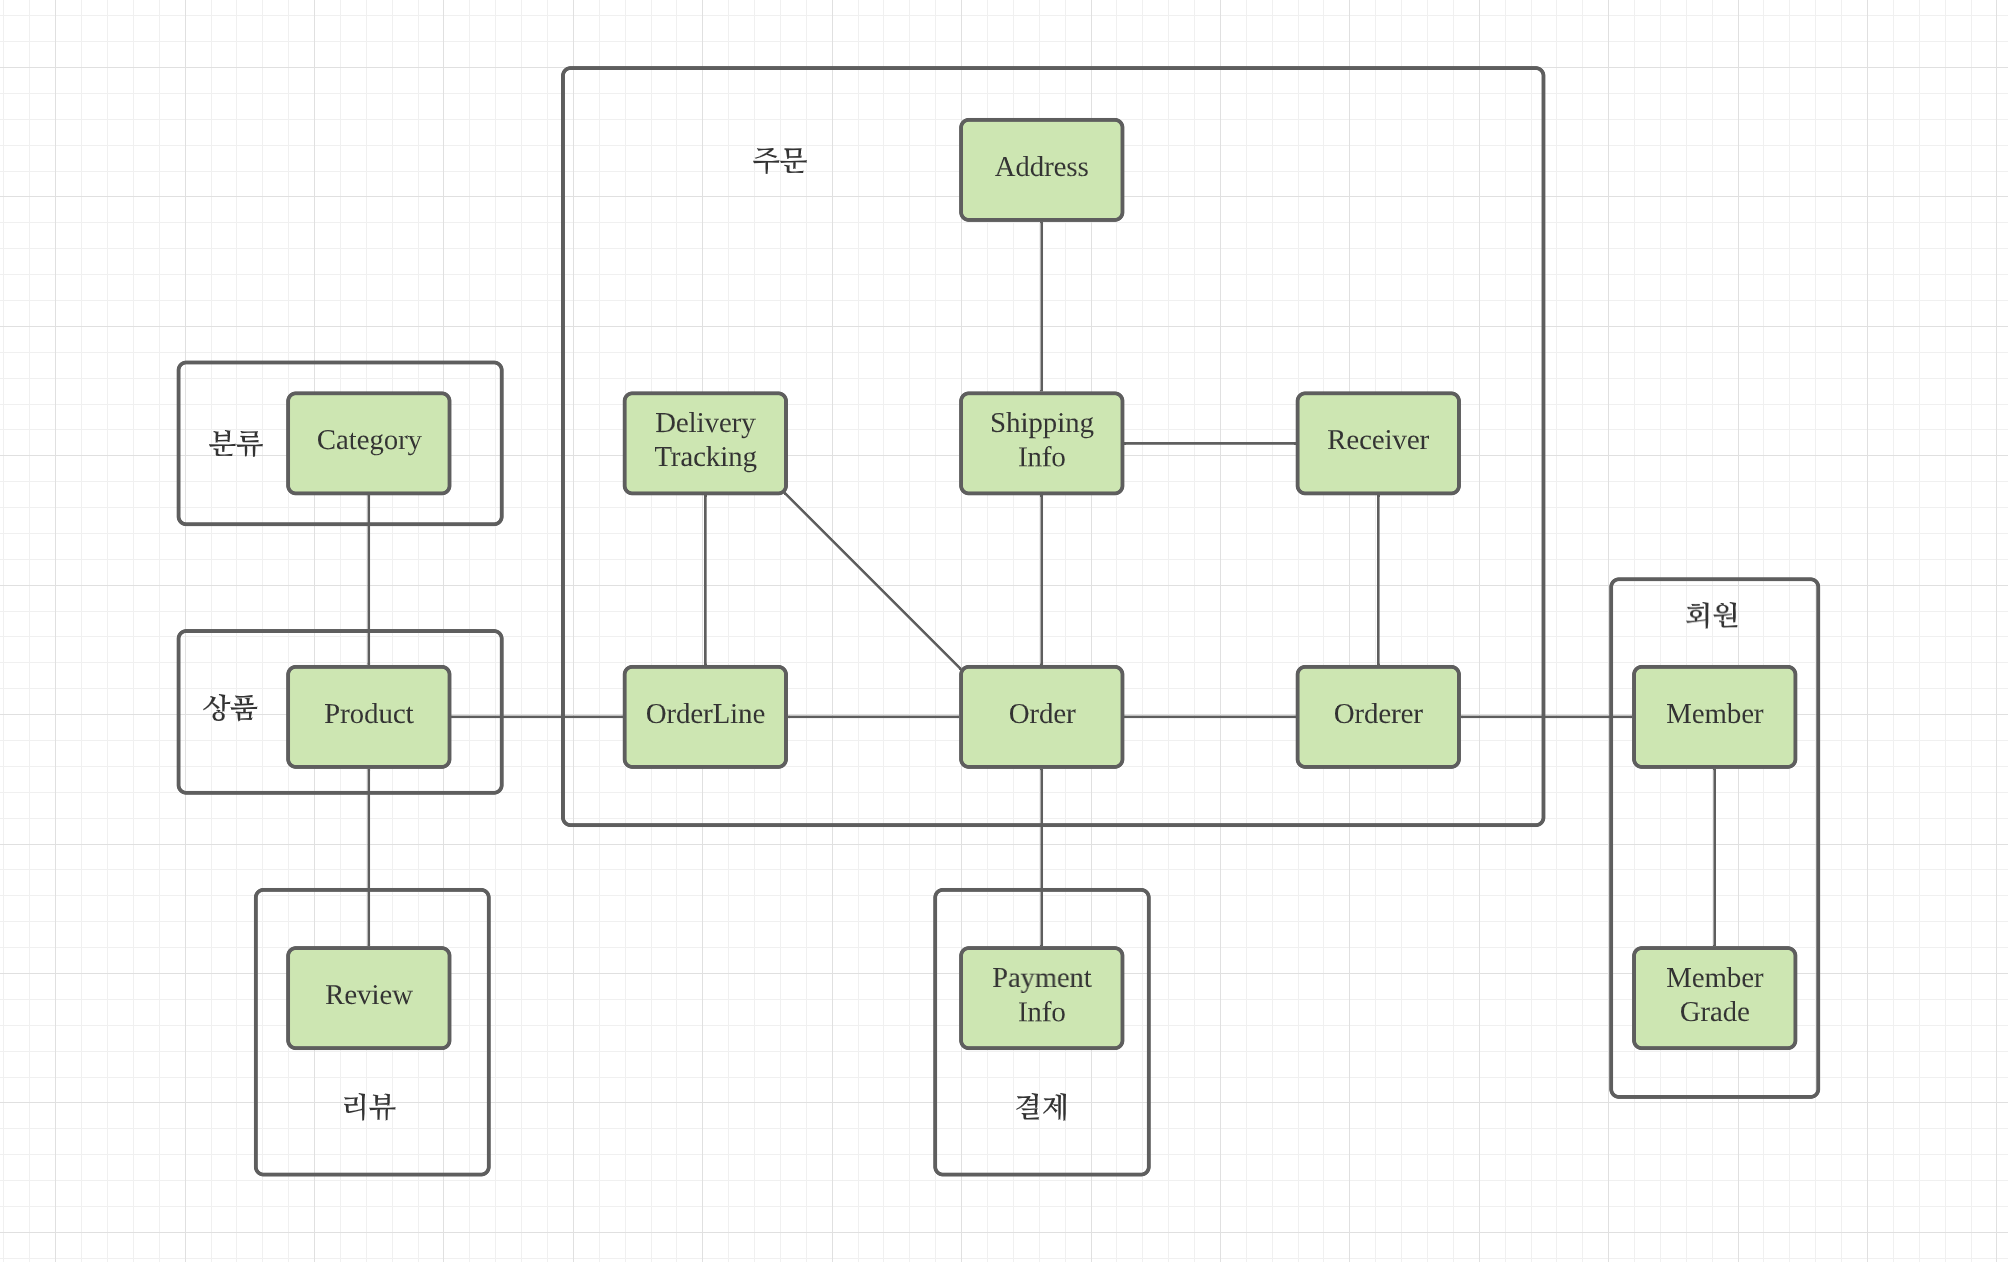 주문
Address
분류
Category
Delivery
Tracking
Shipping
Info
Receiver
회원
상품
Product
OrderLine
Order
Orderer
Member
Review
리뷰
Payment
Info
결제
Member
Grade